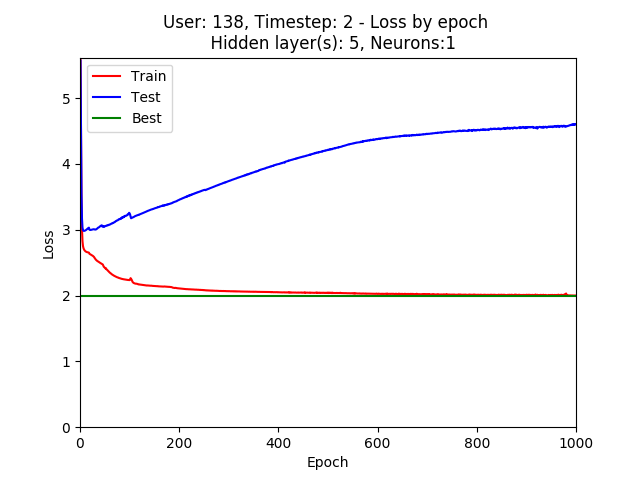 User: 138, Timestep: 2 - Loss by epoch
Hidden layer(s): 5, Neurons:1
Train
Test
Best
5
4
3
2
1
0
Loss
0 200 400 600 800 1000
Epoch